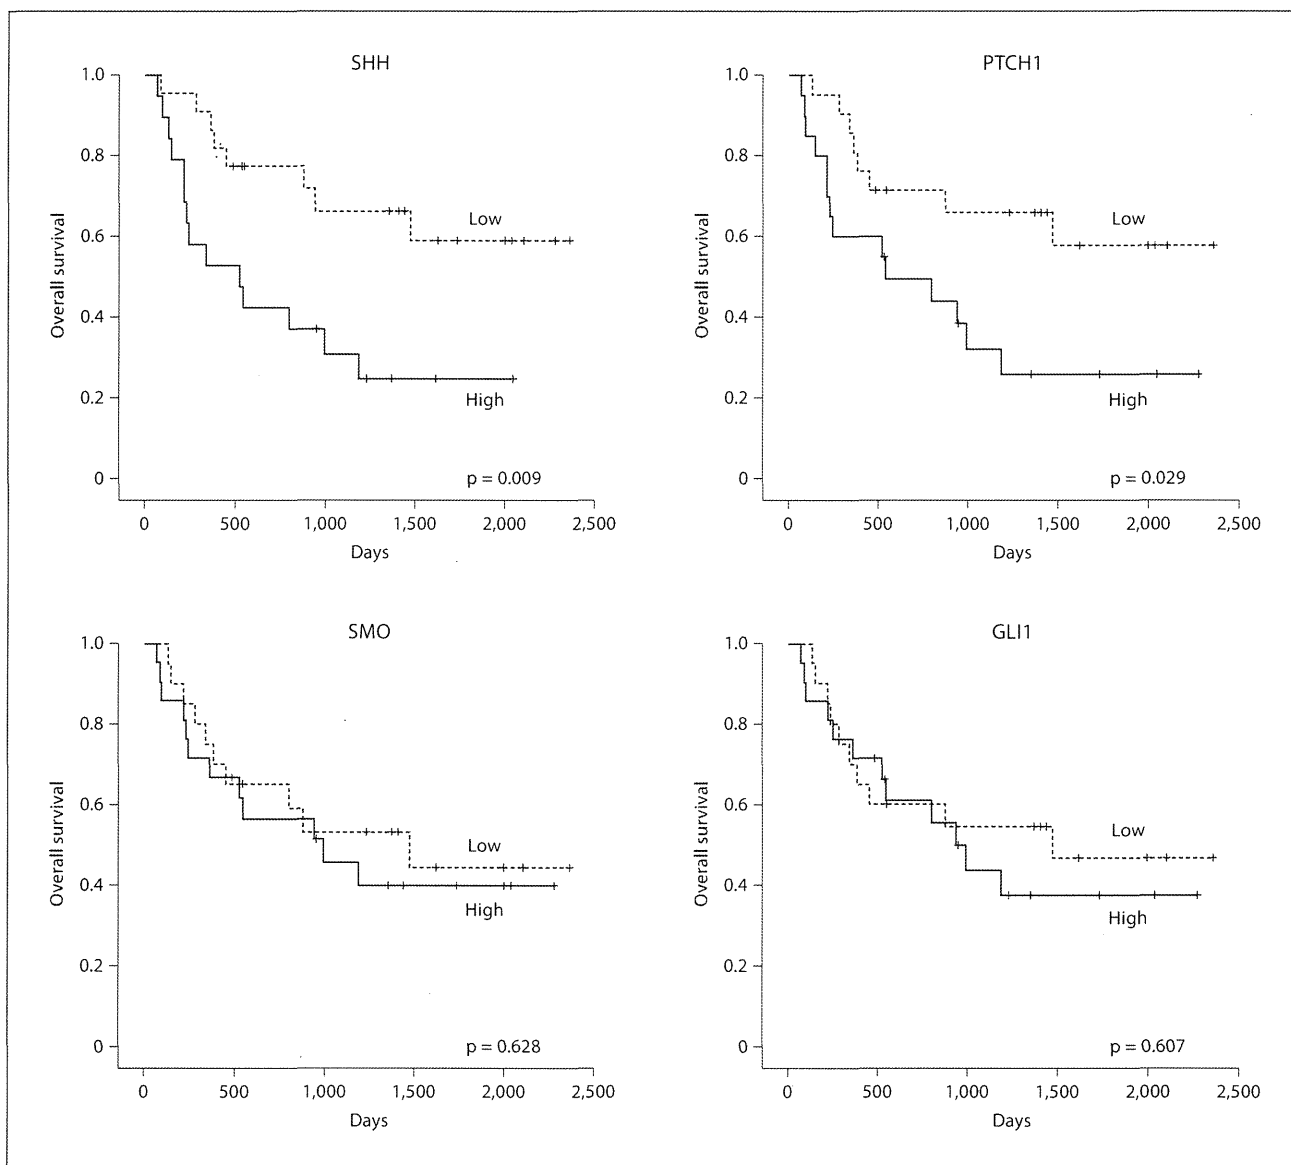 SHH
1.0
0.8
0.6
0.4
0.2
0
Overall survival
Low
High
p = 0.009
0 500 1,000 1,500 2,000 2,500
Days
PTCH1
1.0
0.8
0.6
0.4
0.2
0
Overall survival
Low
High
p = 0.029
0 500 1,000 1,500 2,000 2,500
Days
SMO
1.0
0.8
0.6
0.4
0.2
0
Overall survival
Low
High
p = 0.628
0 500 1,000 1,500 2,000 2,500
Days
GLI1
1.0
0.8
0.6
0.4
0.2
0
Overall survival
Low
High
p = 0.607
0 500 1,000 1,500 2,000 2,500
Days